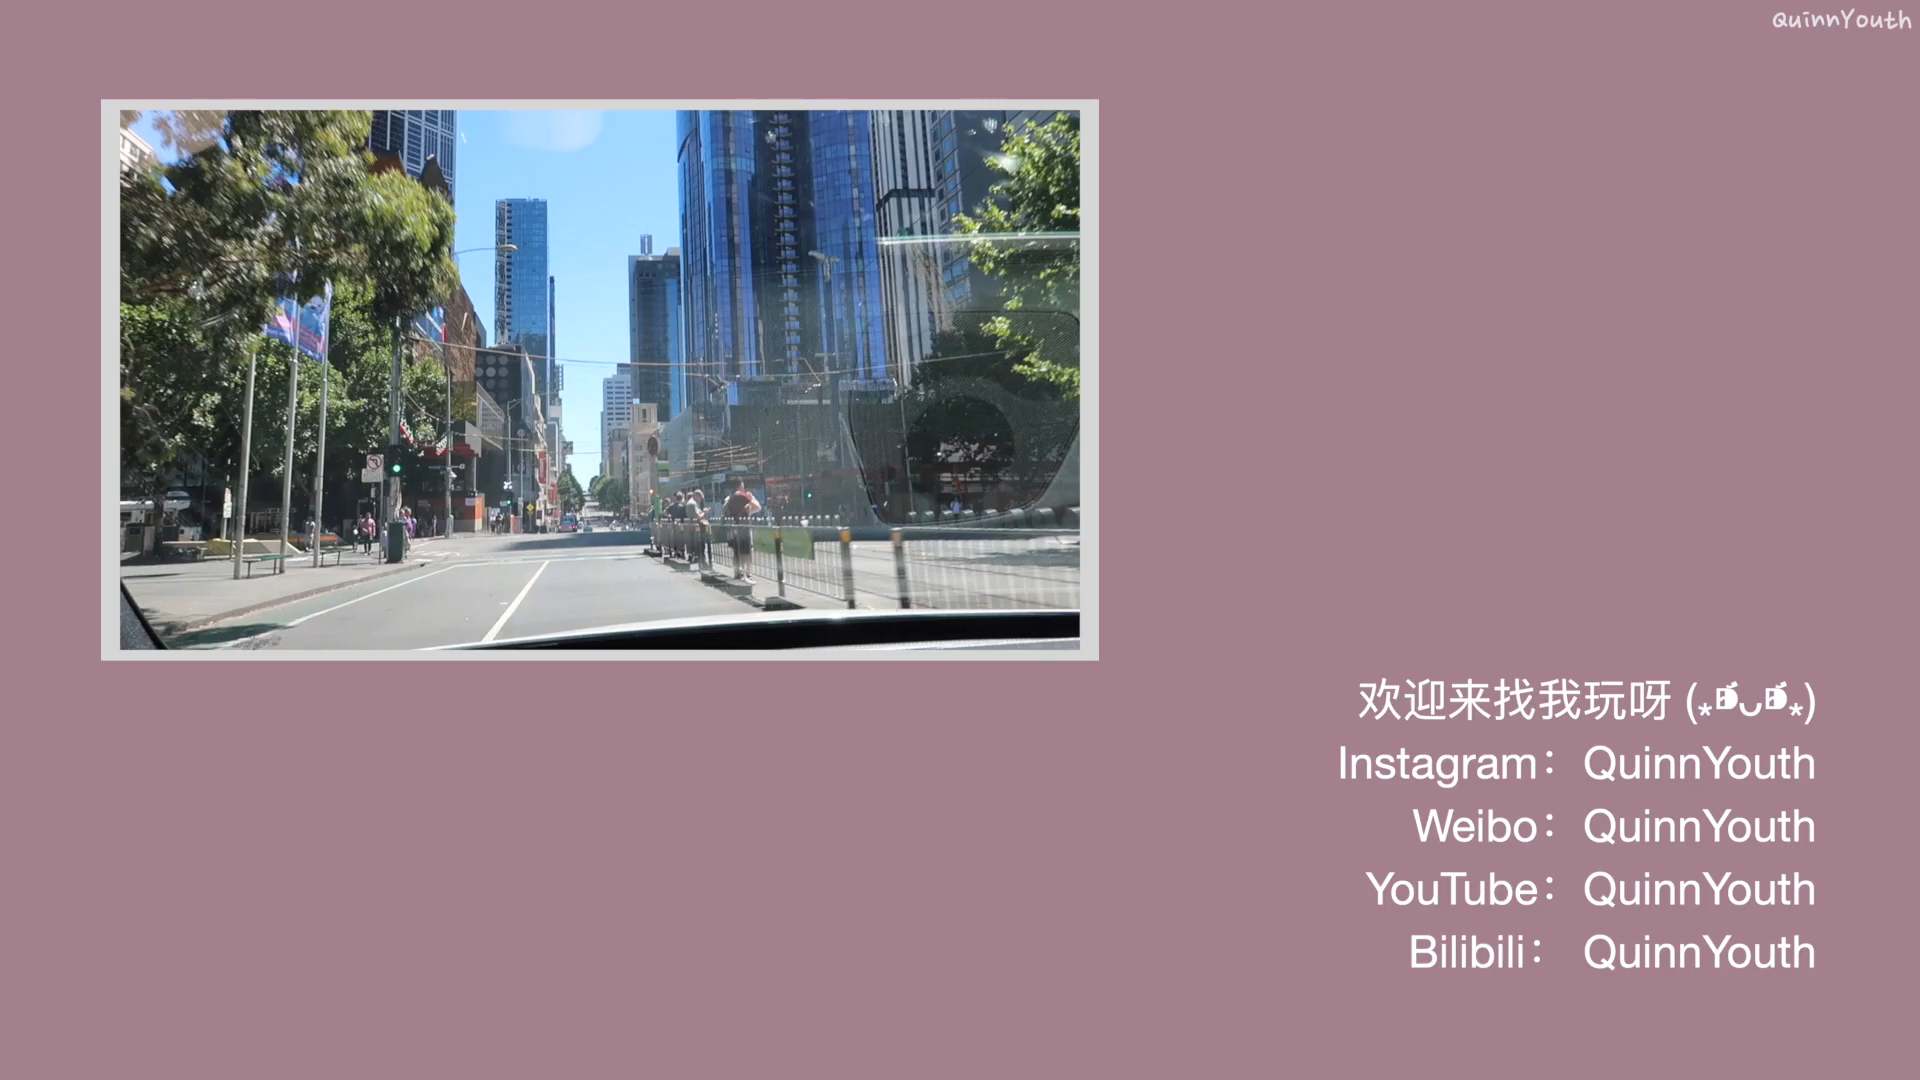 QuinnYouth
欢迎来找我玩呀
Instagram： QuinnYouth
Weibo： QuinnYouth
YouTube： QuinnYouth
Bilibili： QuinnYouth